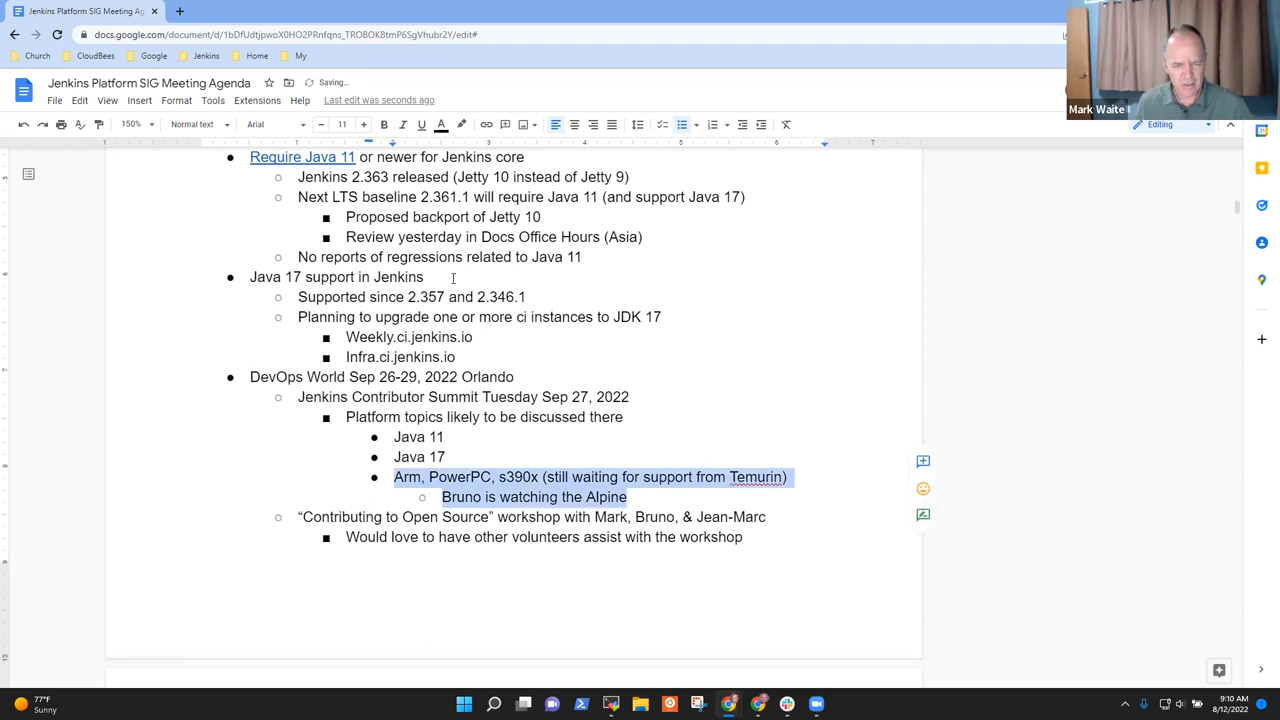 Jenkins Platform SIG Meeting Ag
docs.google.com/document/d/1bDfUdtjpwoX0HO2PRnfqns_TROBOK8tmP6SgVhubr2Y/edit#
Church
CloudBees
Google
Jenkins
Home
My
Mark Waite
Jenkins Platform SIG Meeting Agenda
Saving...
File Edit View Insert Format Tools Extensions Help Last edit was seconds ago
150% Normal text Arial 11 Editing
Require Java 11 or newer for Jenkins core
Jenkins 2.363 released (Jetty 10 instead of Jetty 9)
Next LTS baseline 2.361.1 will require Java 11 (and support Java 17)
Proposed backport of Jetty 10
Review yesterday in Docs Office Hours (Asia)
No reports of regressions related to Java 11
Java 17 support in Jenkins
Supported since 2.357 and 2.346.1
Planning to upgrade one or more ci instances to JDK 17
Weekly.ci.jenkins.io
Infra.ci.jenkins.io
DevOps World Sep 26-29, 2022 Orlando
Jenkins Contributor Summit Tuesday Sep 27, 2022
Platform topics likely to be discussed there
Java 11
Java 17
Arm, PowerPC, s390x (still waiting for support from Temurin)
Bruno is watching the Alpine
“Contributing to Open Source” workshop with Mark, Bruno, & Jean-Marc
Would love to have other volunteers assist with the workshop
77°F
Sunny
9:10 AM
8/12/2022